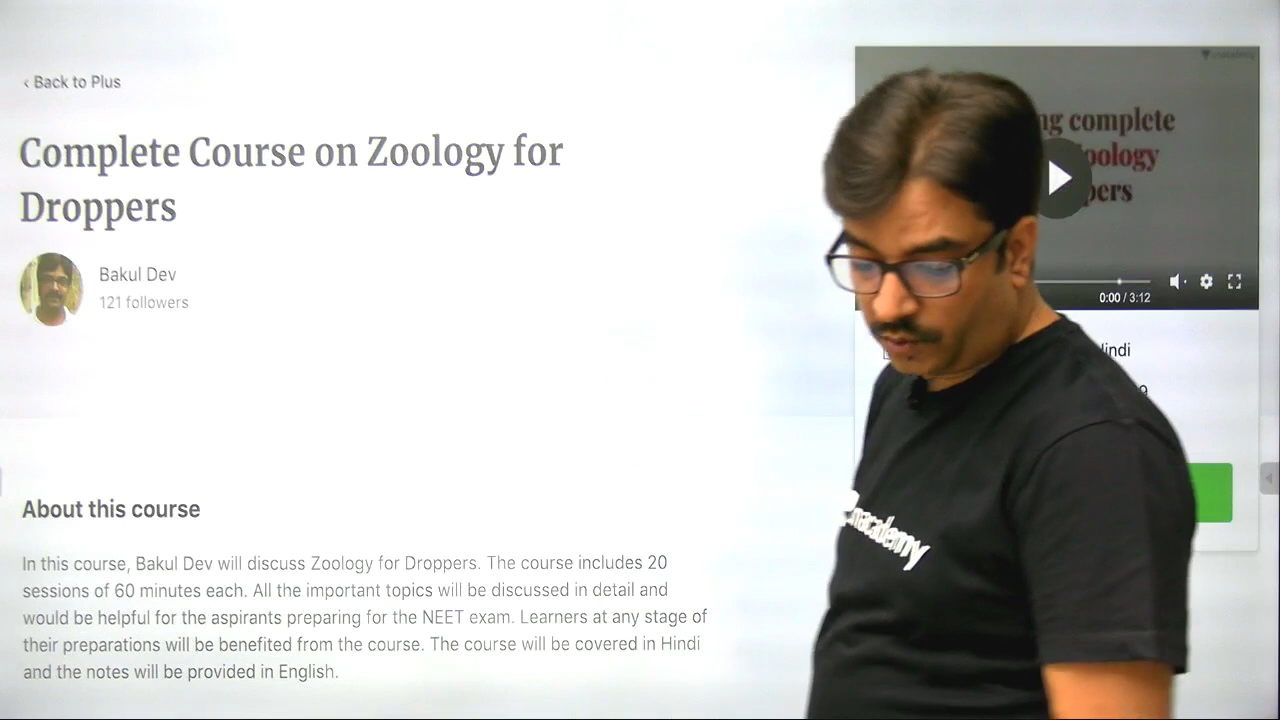 ‹ Back to Plus
Complete Course on Zoology for
Droppers
Bakul Dev
121 followers
About this course
In this course, Bakul Dev will discuss Zoology for Droppers. The course includes 20
sessions of 60 minutes each. All the important topics will be discussed in detail and
would be helpful for the aspirants preparing for the NEET exam. Learners at any stage of
their preparations will be benefited from the course. The course will be covered in Hindi
and the notes will be provided in English.
complete
0:00 / 3:12